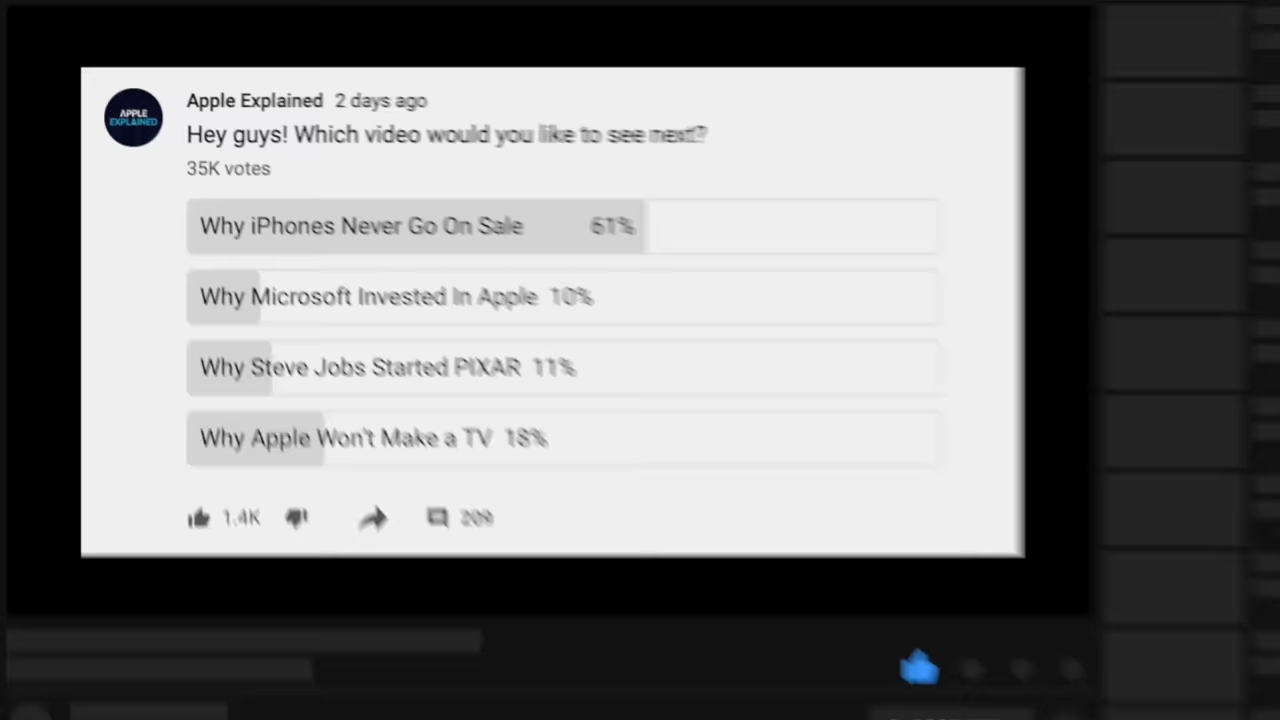 APPLE
EXPLAINED
Apple Explained 2 days ago
Hey guys! Which video would you like to see next?
35K votes
Why iPhones Never Go On Sale 61%
Why Microsoft Invested In Apple 10%
Why Steve Jobs Started PIXAR 11%
Why Apple Won't Make a TV 18%
1.4K
209